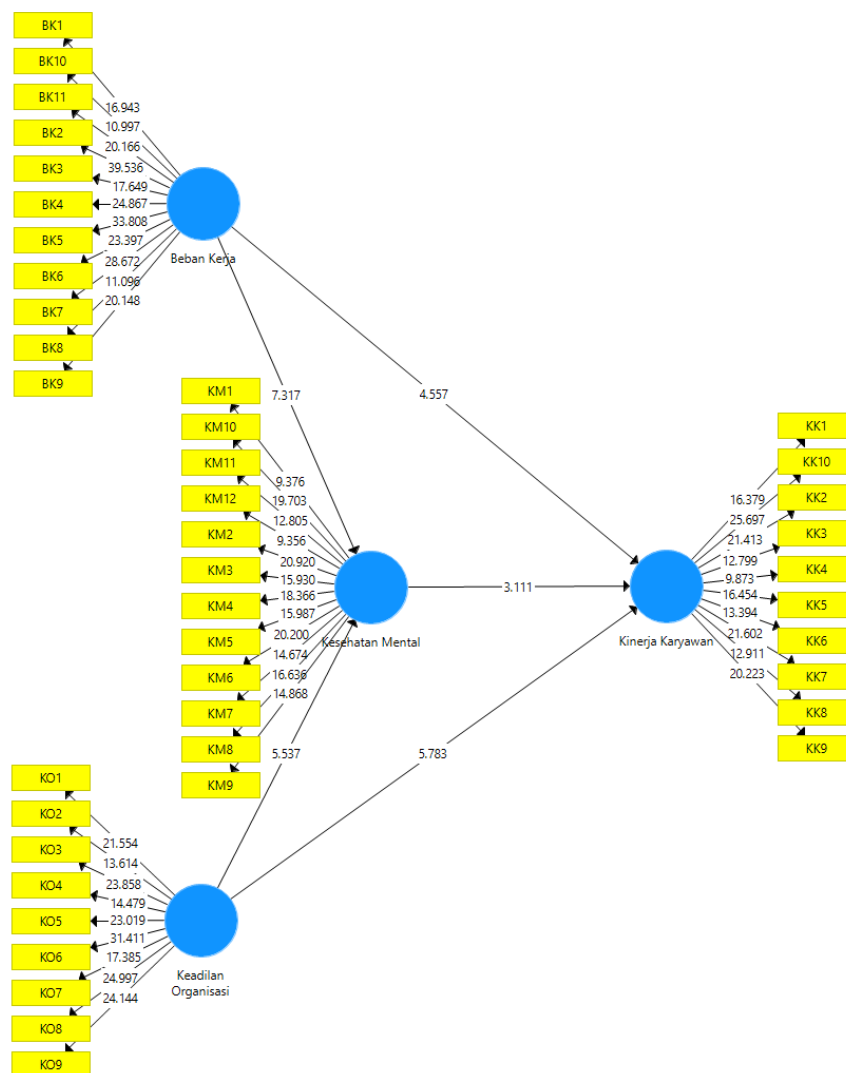 BK1
BK10
BK11
BK2
BK3
BK4
BK5
BK6
BK7
BK8
BK9
16.943
10.997
20.166
39.536
17.649
24.867
33.808
23.397
28.672
11.096
20.148
Beban Kerja
7.317
4.557
KM1
KM10
KM11
KM12
KM2
KM3
KM4
KM5
KM6
KM7
KM8
KM9
9.376
19.703
12.805
9.356
20.920
15.930
18.366
15.987
20.200
14.674
16.636
14.868
Kesehatan Mental
3.111
5.537
5.783
Kinerja Karyawan
16.379
25.697
21.413
12.799
9.873
16.454
13.394
21.602
12.911
20.223
KK1
KK10
KK2
KK3
KK4
KK5
KK6
KK7
KK8
KK9
KO1
KO2
KO3
KO4
KO5
KO6
KO7
KO8
KO9
21.554
13.614
23.858
14.479
23.019
31.411
17.385
24.997
24.144
Keadilan
Organisasi